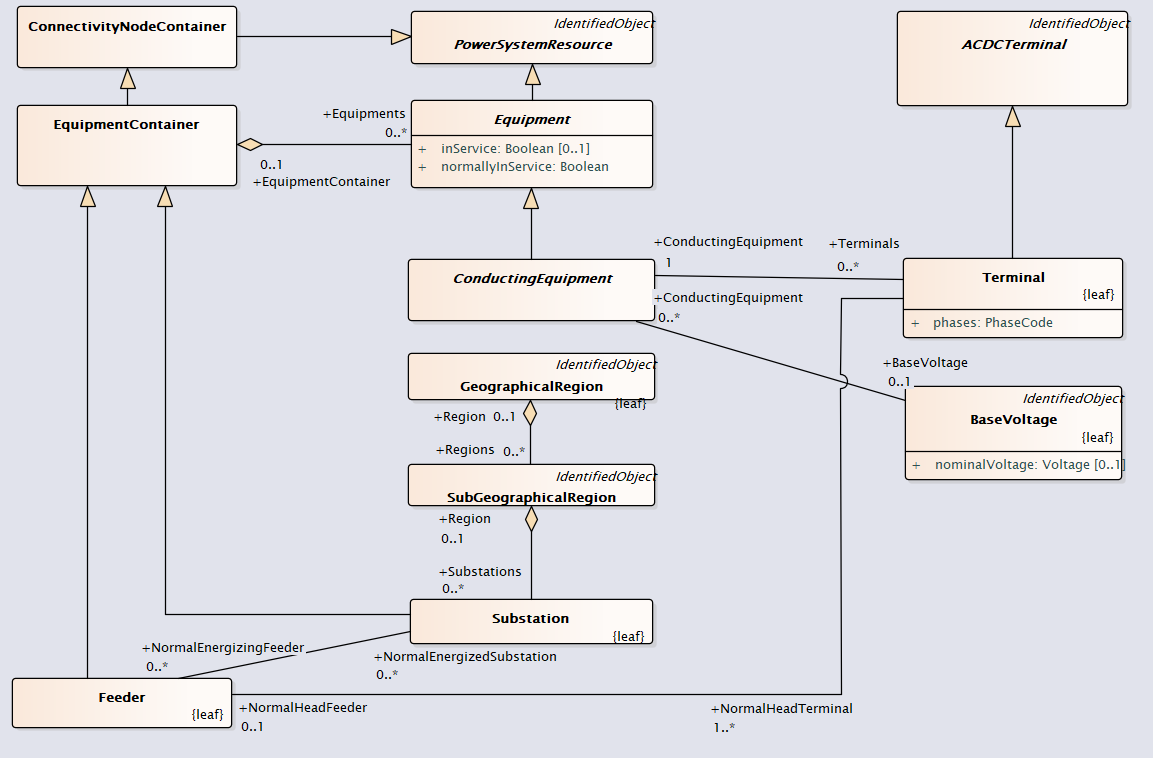 ConnectivityNodeContainer
IdentifiedObject
PowerSystemResource
IdentifiedObject
ACDCTerminal
EquipmentContainer
+Equipments
0..*
0..1
+EquipmentContainer
Equipment
+ inService: Boolean [0..1]
+ normallyInService: Boolean
ConductingEquipment
+ConductingEquipment
1
+Terminals
0..*
Terminal
{leaf}
+ phases: PhaseCode
+ConductingEquipment
0..*
+BaseVoltage
0..1
IdentifiedObject
BaseVoltage
{leaf}
+ nominalVoltage: Voltage [0..1]
IdentifiedObject
GeographicalRegion
{leaf}
+Region 0..1
+Regions 0..*
IdentifiedObject
SubGeographicalRegion
+Region
0..1
+Substations
0..*
Substation
{leaf}
+NormalEnergizingFeeder
0..*
+NormalEnergizedSubstation
0..*
Feeder
{leaf}
+NormalHeadFeeder
0..1
+NormalHeadTerminal
1..*